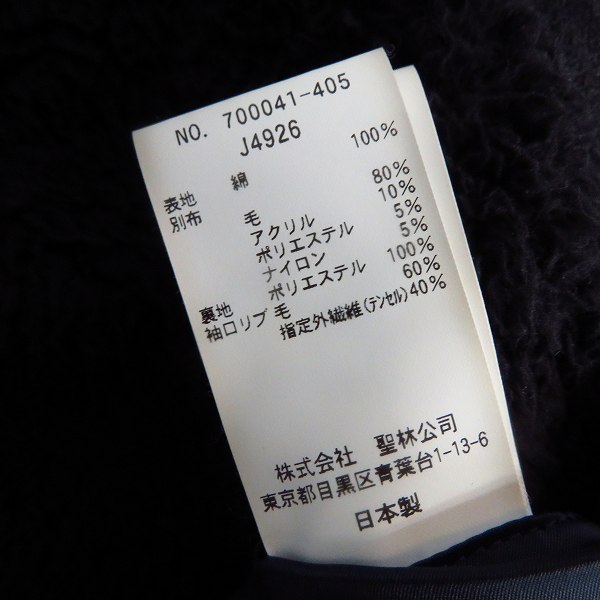 NO. 700041-405
J4926
表地 綿 100%
別布 毛 80%
アクリル 10%
ポリエステル 5%
ナイロン 5%
裏地 ポリエステル 100%
袖口リブ 毛 60%
指定外繊維(テンセル) 40%
株式会社 聖林公司
東京都目黒区青葉台1-13-6
日本製